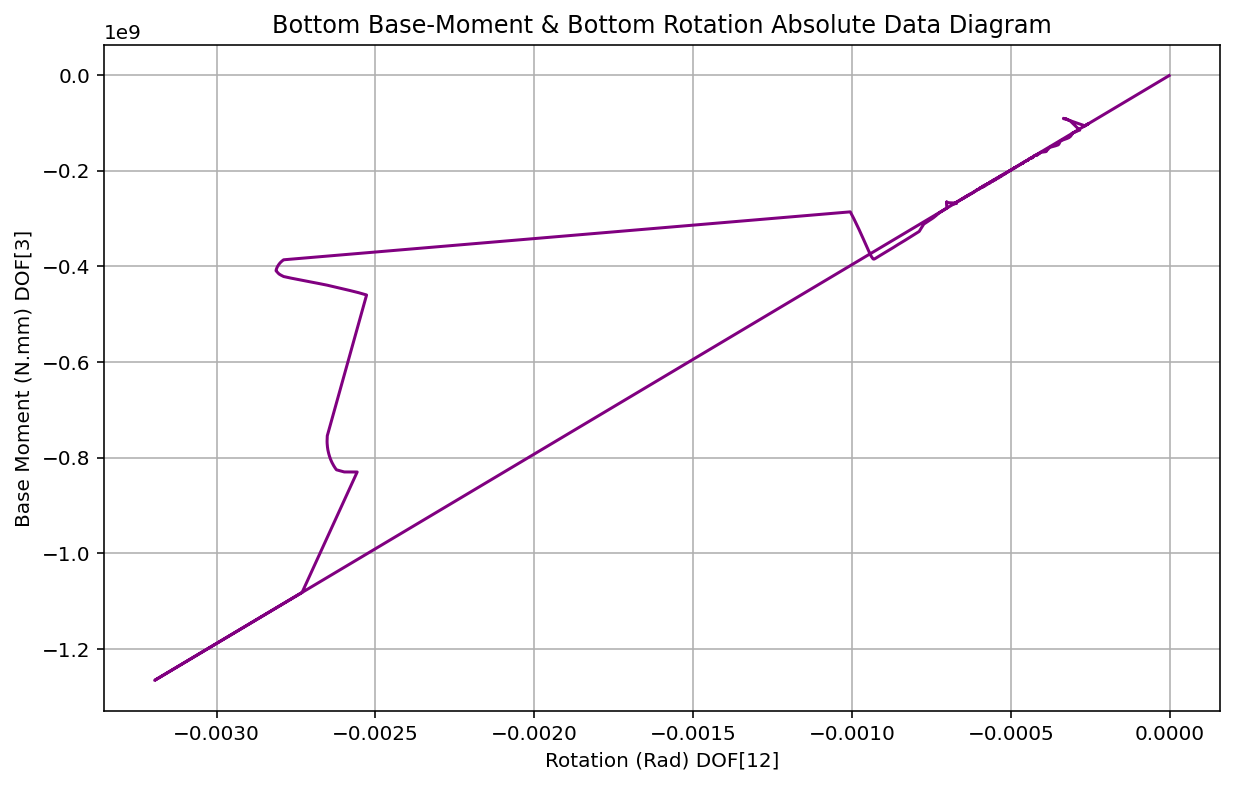 Bottom Base-Moment & Bottom Rotation Absolute Data Diagram
1e9
0.0
−0.2
−0.4
−0.6
−0.8
−1.0
−1.2
Base Moment (N.mm) DOF[3]
−0.0030 −0.0025 −0.0020 −0.0015 −0.0010 −0.0005 0.0000
Rotation (Rad) DOF[12]